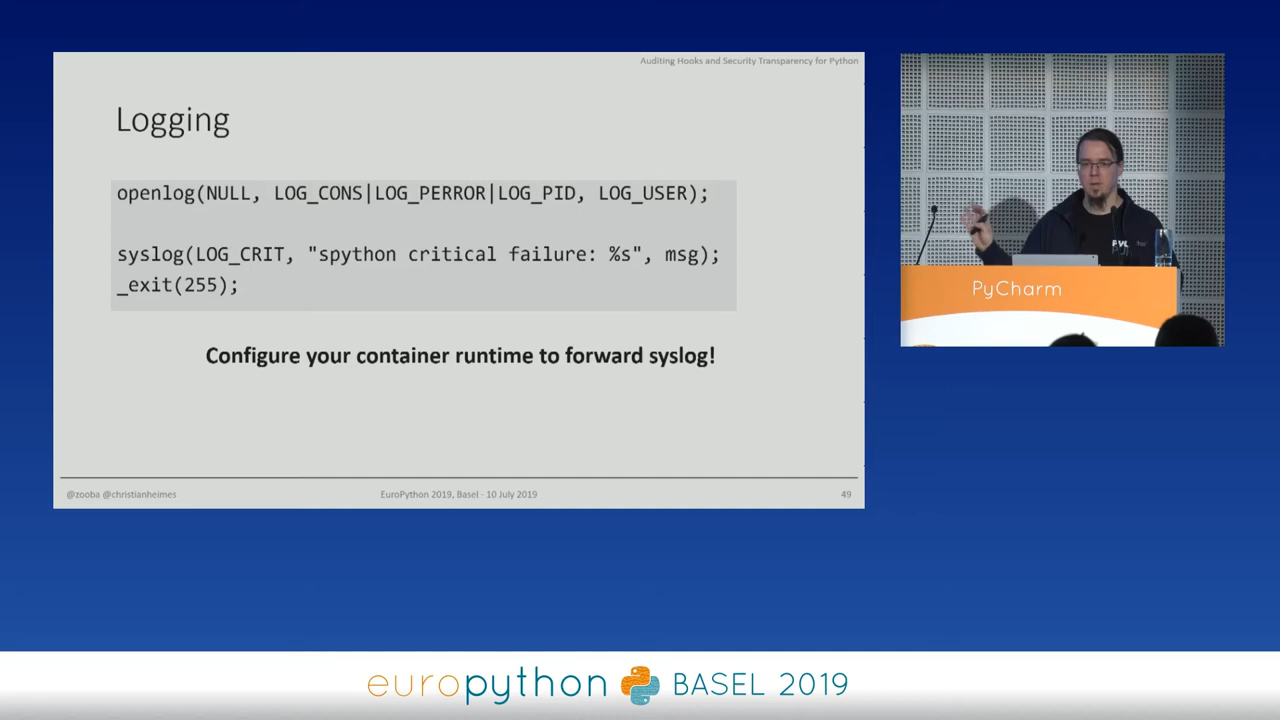 Auditing Hooks and Security Transparency for Python
Logging
openlog(NULL, LOG_CONS|LOG_PERROR|LOG_PID, LOG_USER);
syslog(LOG_CRIT, "spython critical failure: %s", msg);
_exit(255);
Configure your container runtime to forward syslog!
@zooba @christianheimes
EuroPython 2019, Basel - 10 July 2019
49
PyCharm
europython BASEL 2019